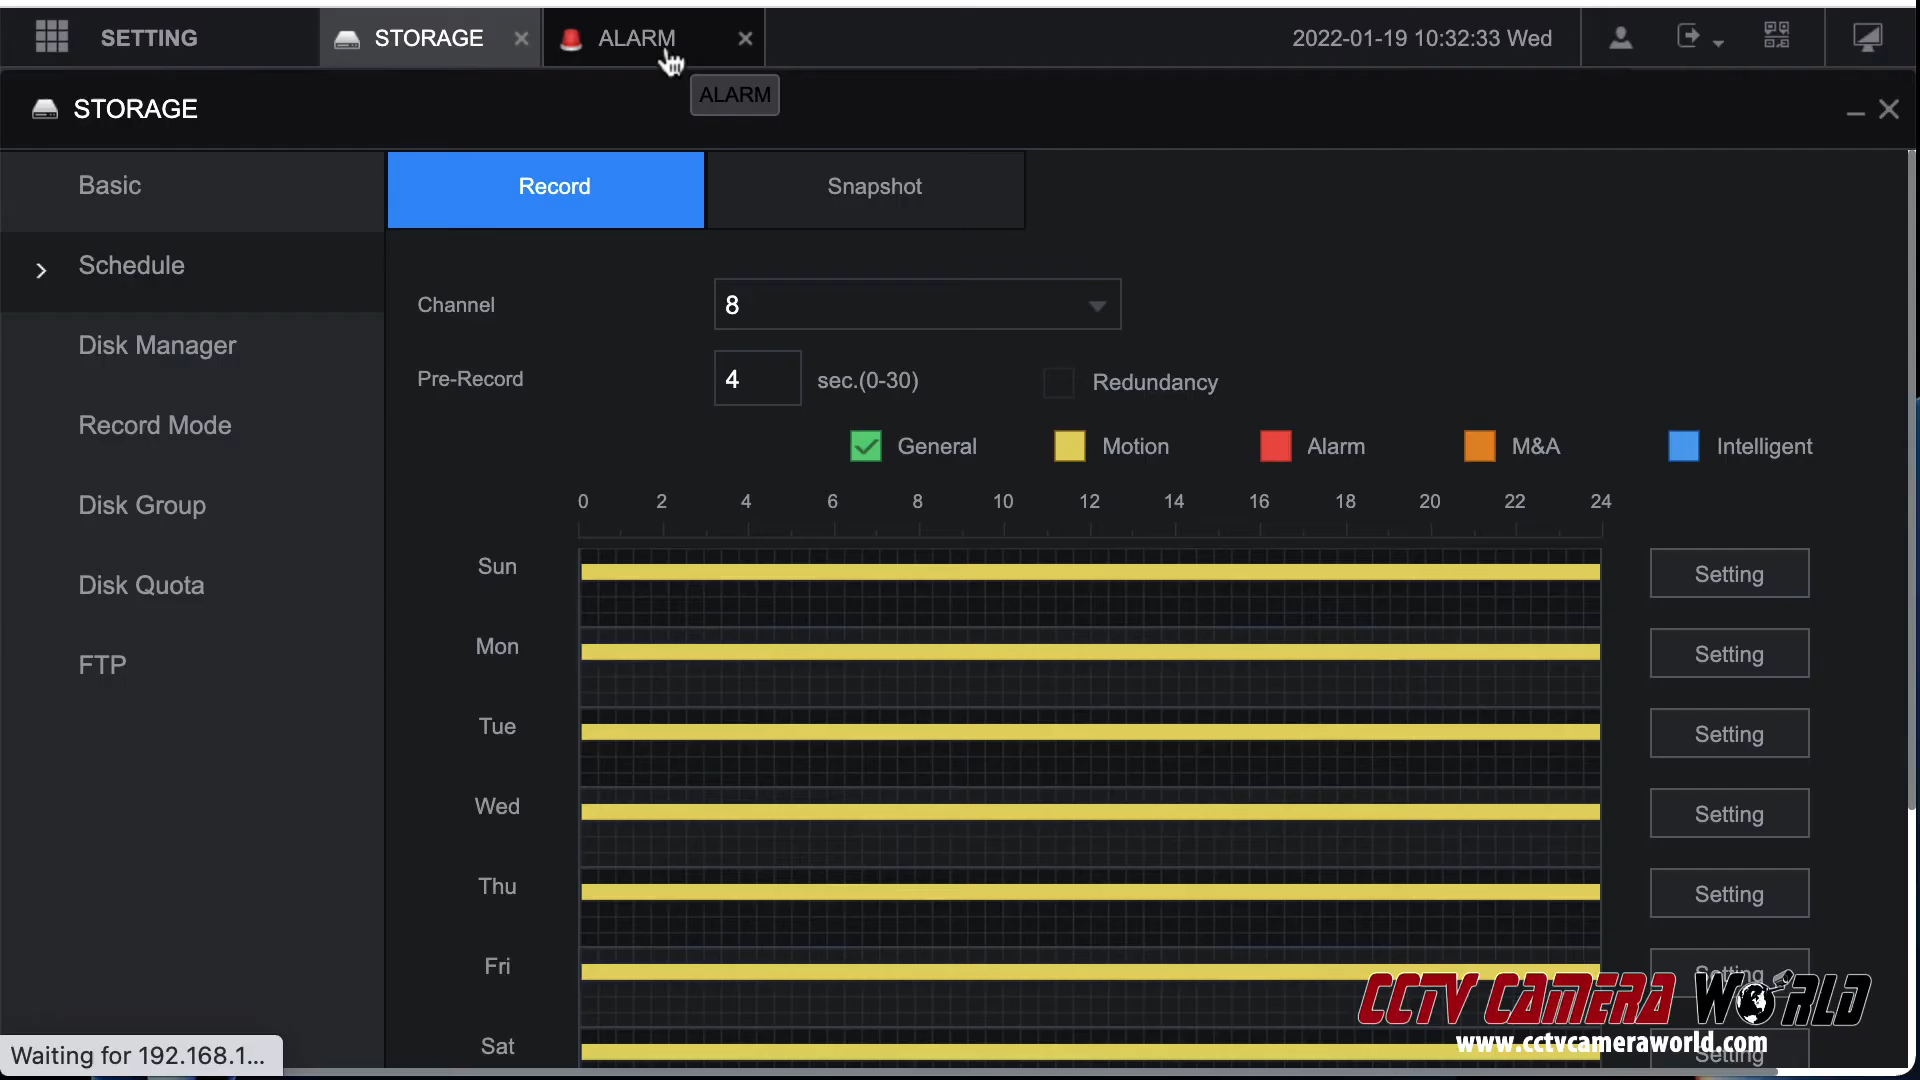 SETTING
STORAGE
ALARM
2022-01-19 10:32:33 Wed
ALARM
STORAGE
Basic
Schedule
Disk Manager
Record Mode
Disk Group
Disk Quota
FTP
Record
Snapshot
Channel
8
Pre-Record
4
sec.(0-30)
Redundancy
General
Motion
Alarm
M&A
Intelligent
0 2 4 6 8 10 12 14 16 18 20 22 24
Sun
Setting
Mon
Setting
Tue
Setting
Wed
Setting
Thu
Setting
Fri
Setting
Sat
Setting
CCTV CAMERA WORLD
www.cctvcameraworld.com
Waiting for 192.168.1...